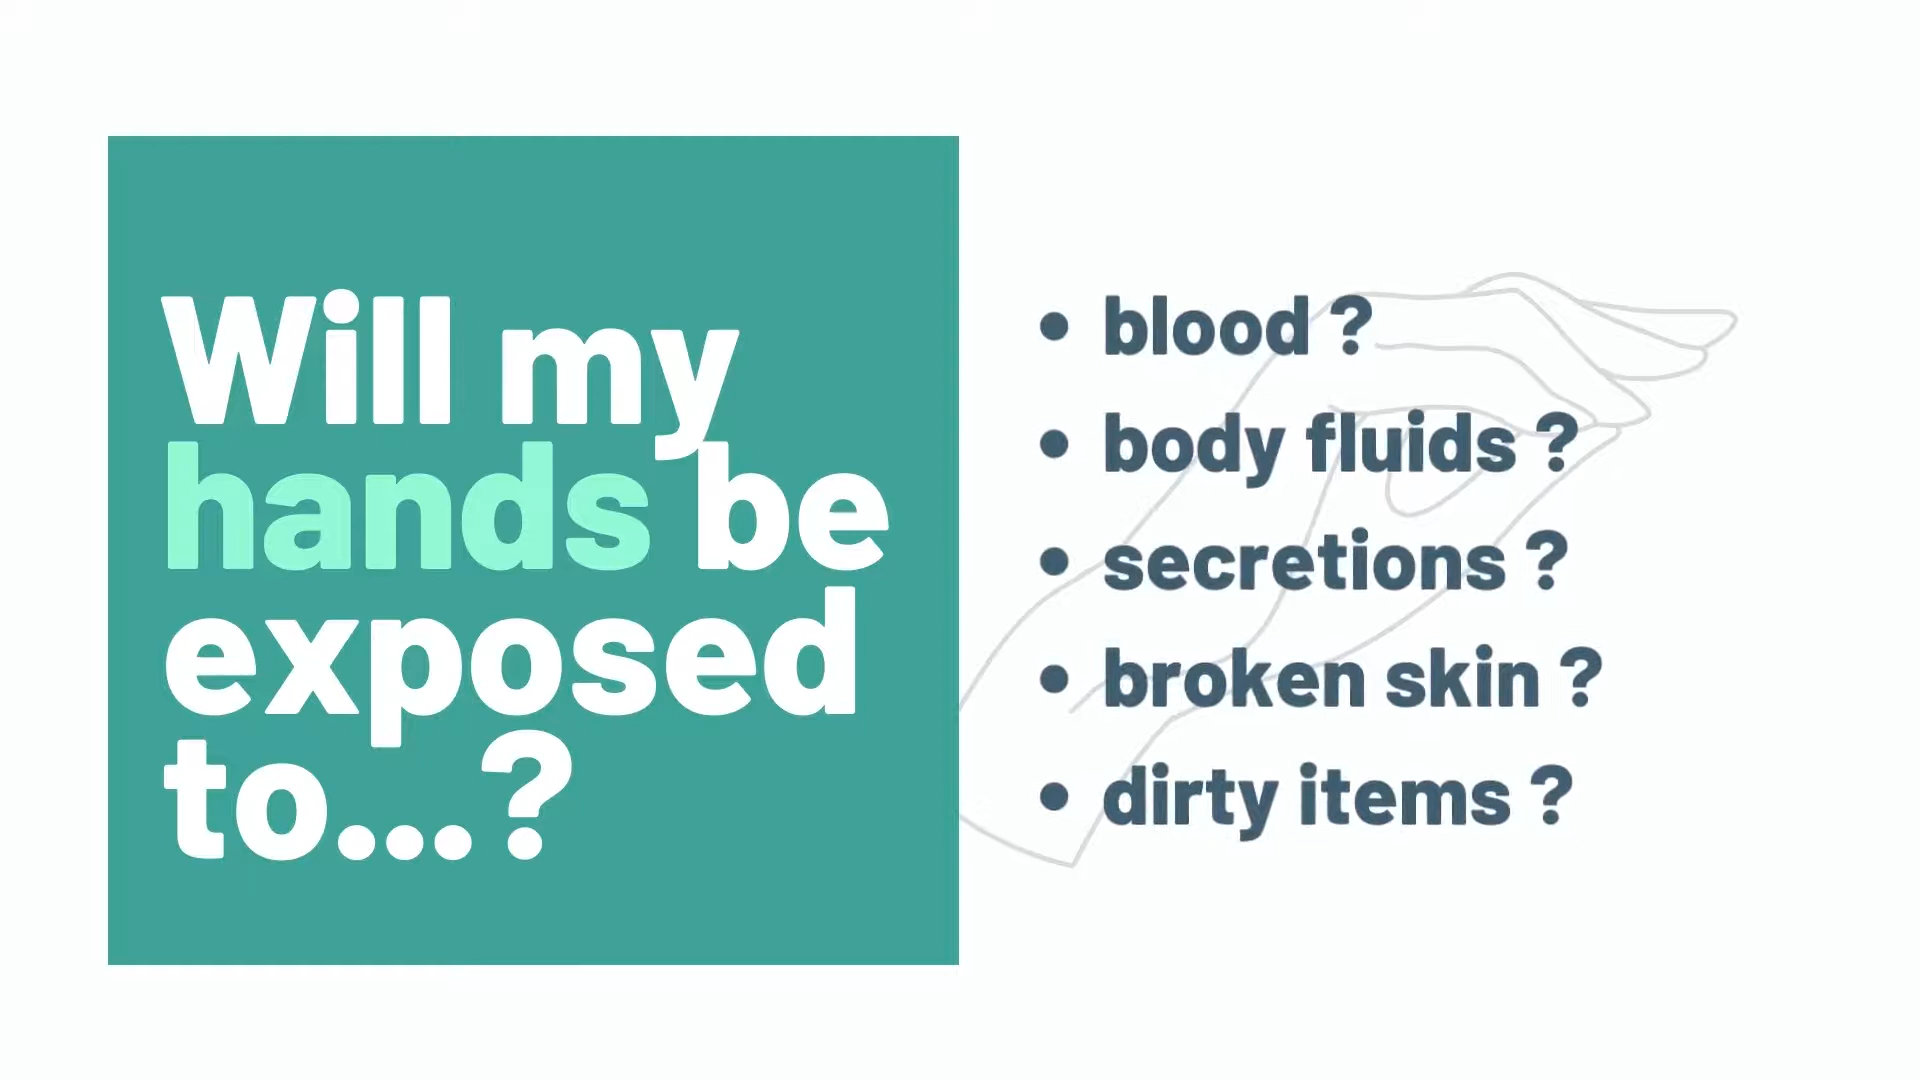 Will my
hands be
exposed
to...?
• blood ?
• body fluids ?
• secretions ?
• broken skin ?
• dirty items ?